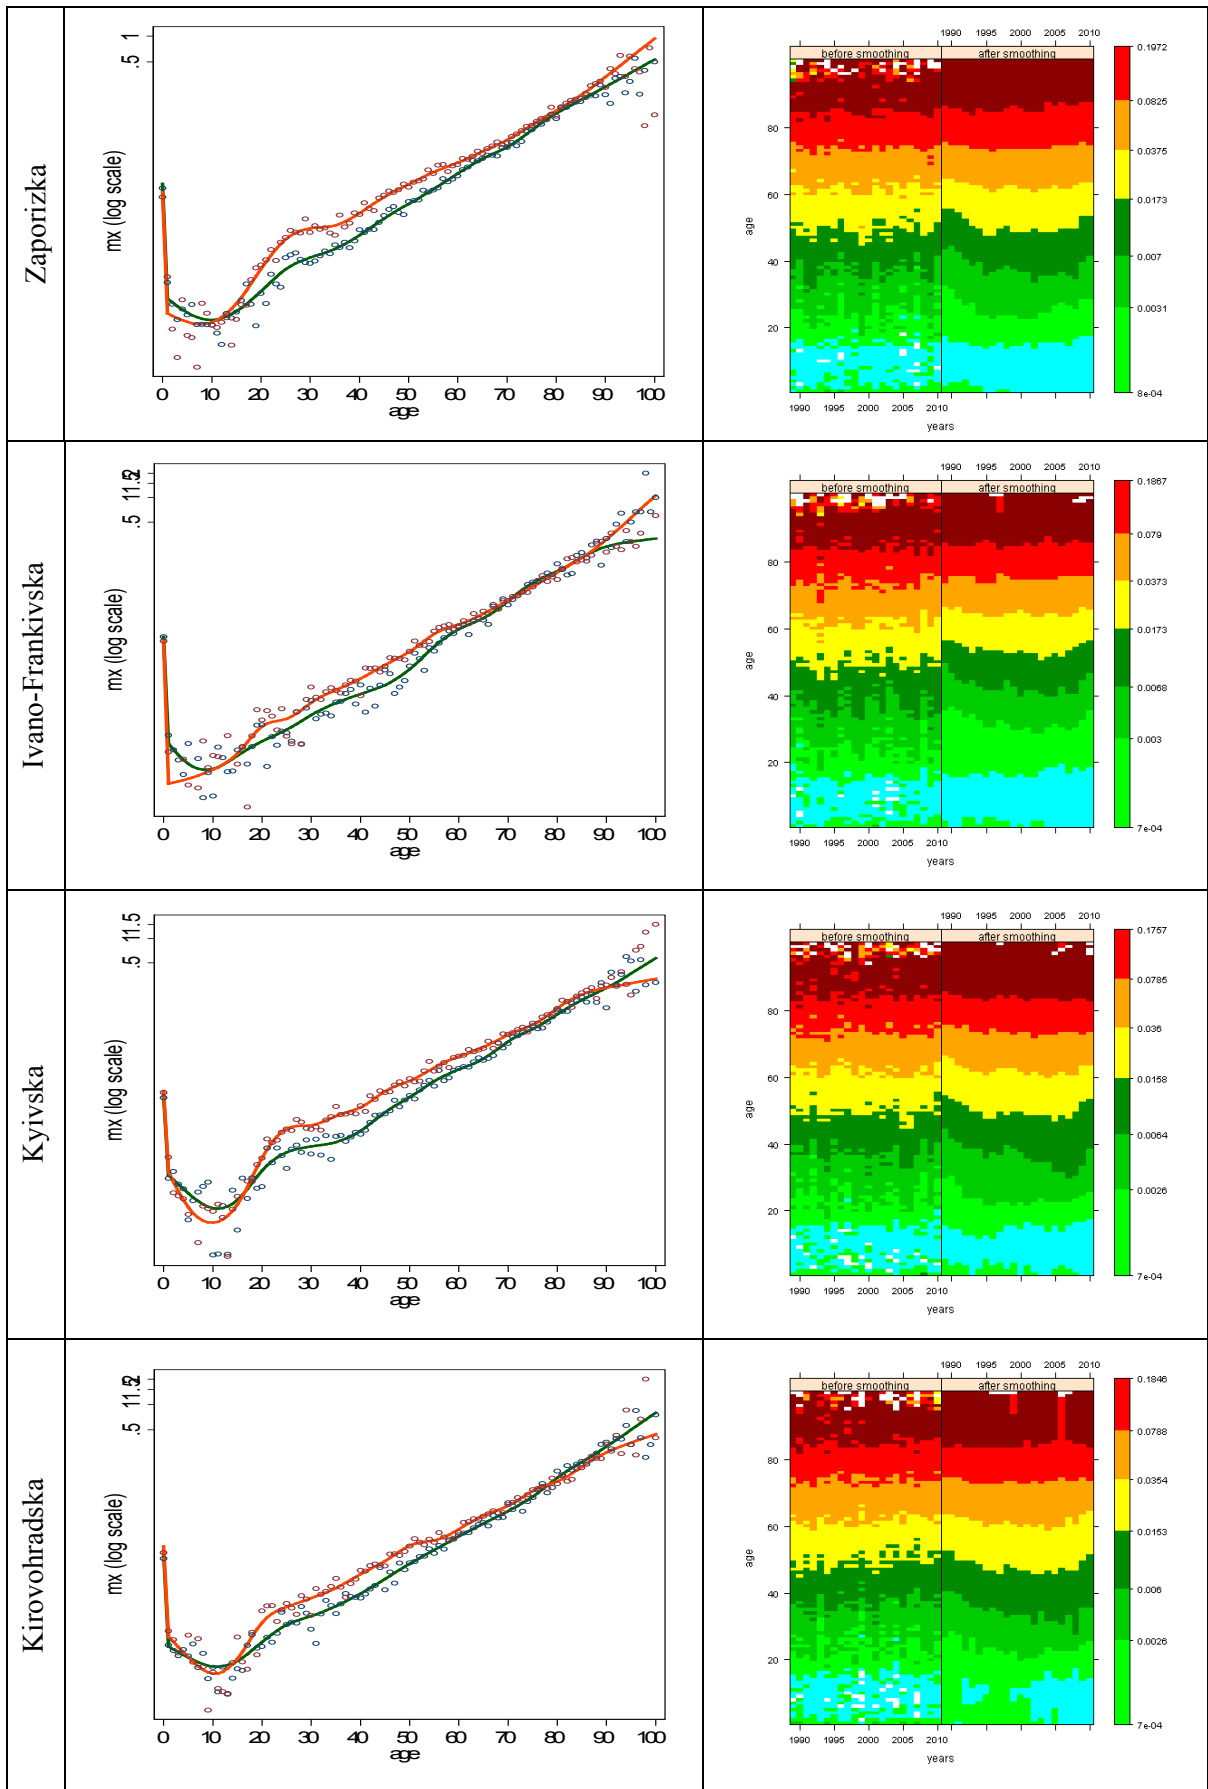 Zaporizka
mx (log scale)
.5 1
0 10 20 30 40 50 60 70 80 90 100
age
1990 1995 2000 2005 2010
before smoothing after smoothing
age
80
60
40
20
1990 1995 2000 2005 2010
years
0.1972
0.0825
0.0375
0.0173
0.007
0.0031
8e-04
Ivano-Frankivska
mx (log scale)
.5 11.52
0 10 20 30 40 50 60 70 80 90 100
age
1990 1995 2000 2005 2010
before smoothing after smoothing
age
80
60
40
20
1990 1995 2000 2005 2010
years
0.1867
0.079
0.0373
0.0173
0.0068
0.003
7e-04
Kyivska
mx (log scale)
.5 11.5
0 10 20 30 40 50 60 70 80 90 100
age
1990 1995 2000 2005 2010
before smoothing after smoothing
age
80
60
40
20
1990 1995 2000 2005 2010
years
0.1757
0.0785
0.036
0.0158
0.0064
0.0026
7e-04
Kirovohradska
mx (log scale)
.5 11.52
0 10 20 30 40 50 60 70 80 90 100
age
1990 1995 2000 2005 2010
before smoothing after smoothing
age
80
60
40
20
1990 1995 2000 2005 2010
years
0.1846
0.0788
0.0354
0.0153
0.006
0.0026
7e-04